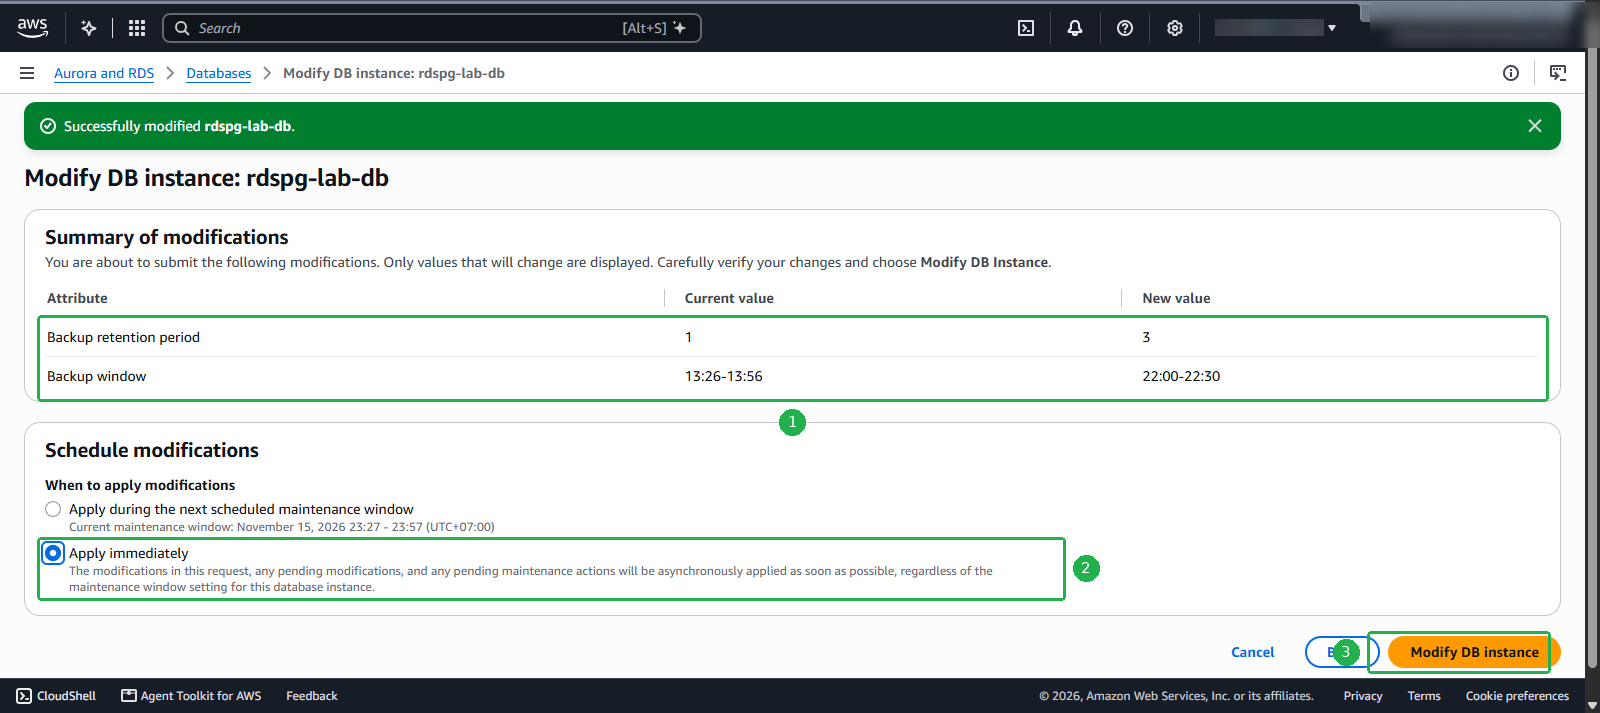 aws
Search [Alt+S]
Aurora and RDS > Databases > Modify DB instance: rdspg-lab-db
Successfully modified rdspg-lab-db.
Modify DB instance: rdspg-lab-db
Summary of modifications
You are about to submit the following modifications. Only values that will change are displayed. Carefully verify your changes and choose Modify DB Instance.
Attribute Current value New value
Backup retention period 1 3
Backup window 13:26-13:56 22:00-22:30
1
Schedule modifications
When to apply modifications
Apply during the next scheduled maintenance window
Current maintenance window: November 15, 2026 23:27 - 23:57 (UTC+07:00)
Apply immediately
The modifications in this request, any pending modifications, and any pending maintenance actions will be asynchronously applied as soon as possible, regardless of the
maintenance window setting for this database instance.
2
Cancel 3 Modify DB instance
CloudShell Agent Toolkit for AWS Feedback © 2026, Amazon Web Services, Inc. or its affiliates. Privacy Terms Cookie preferences